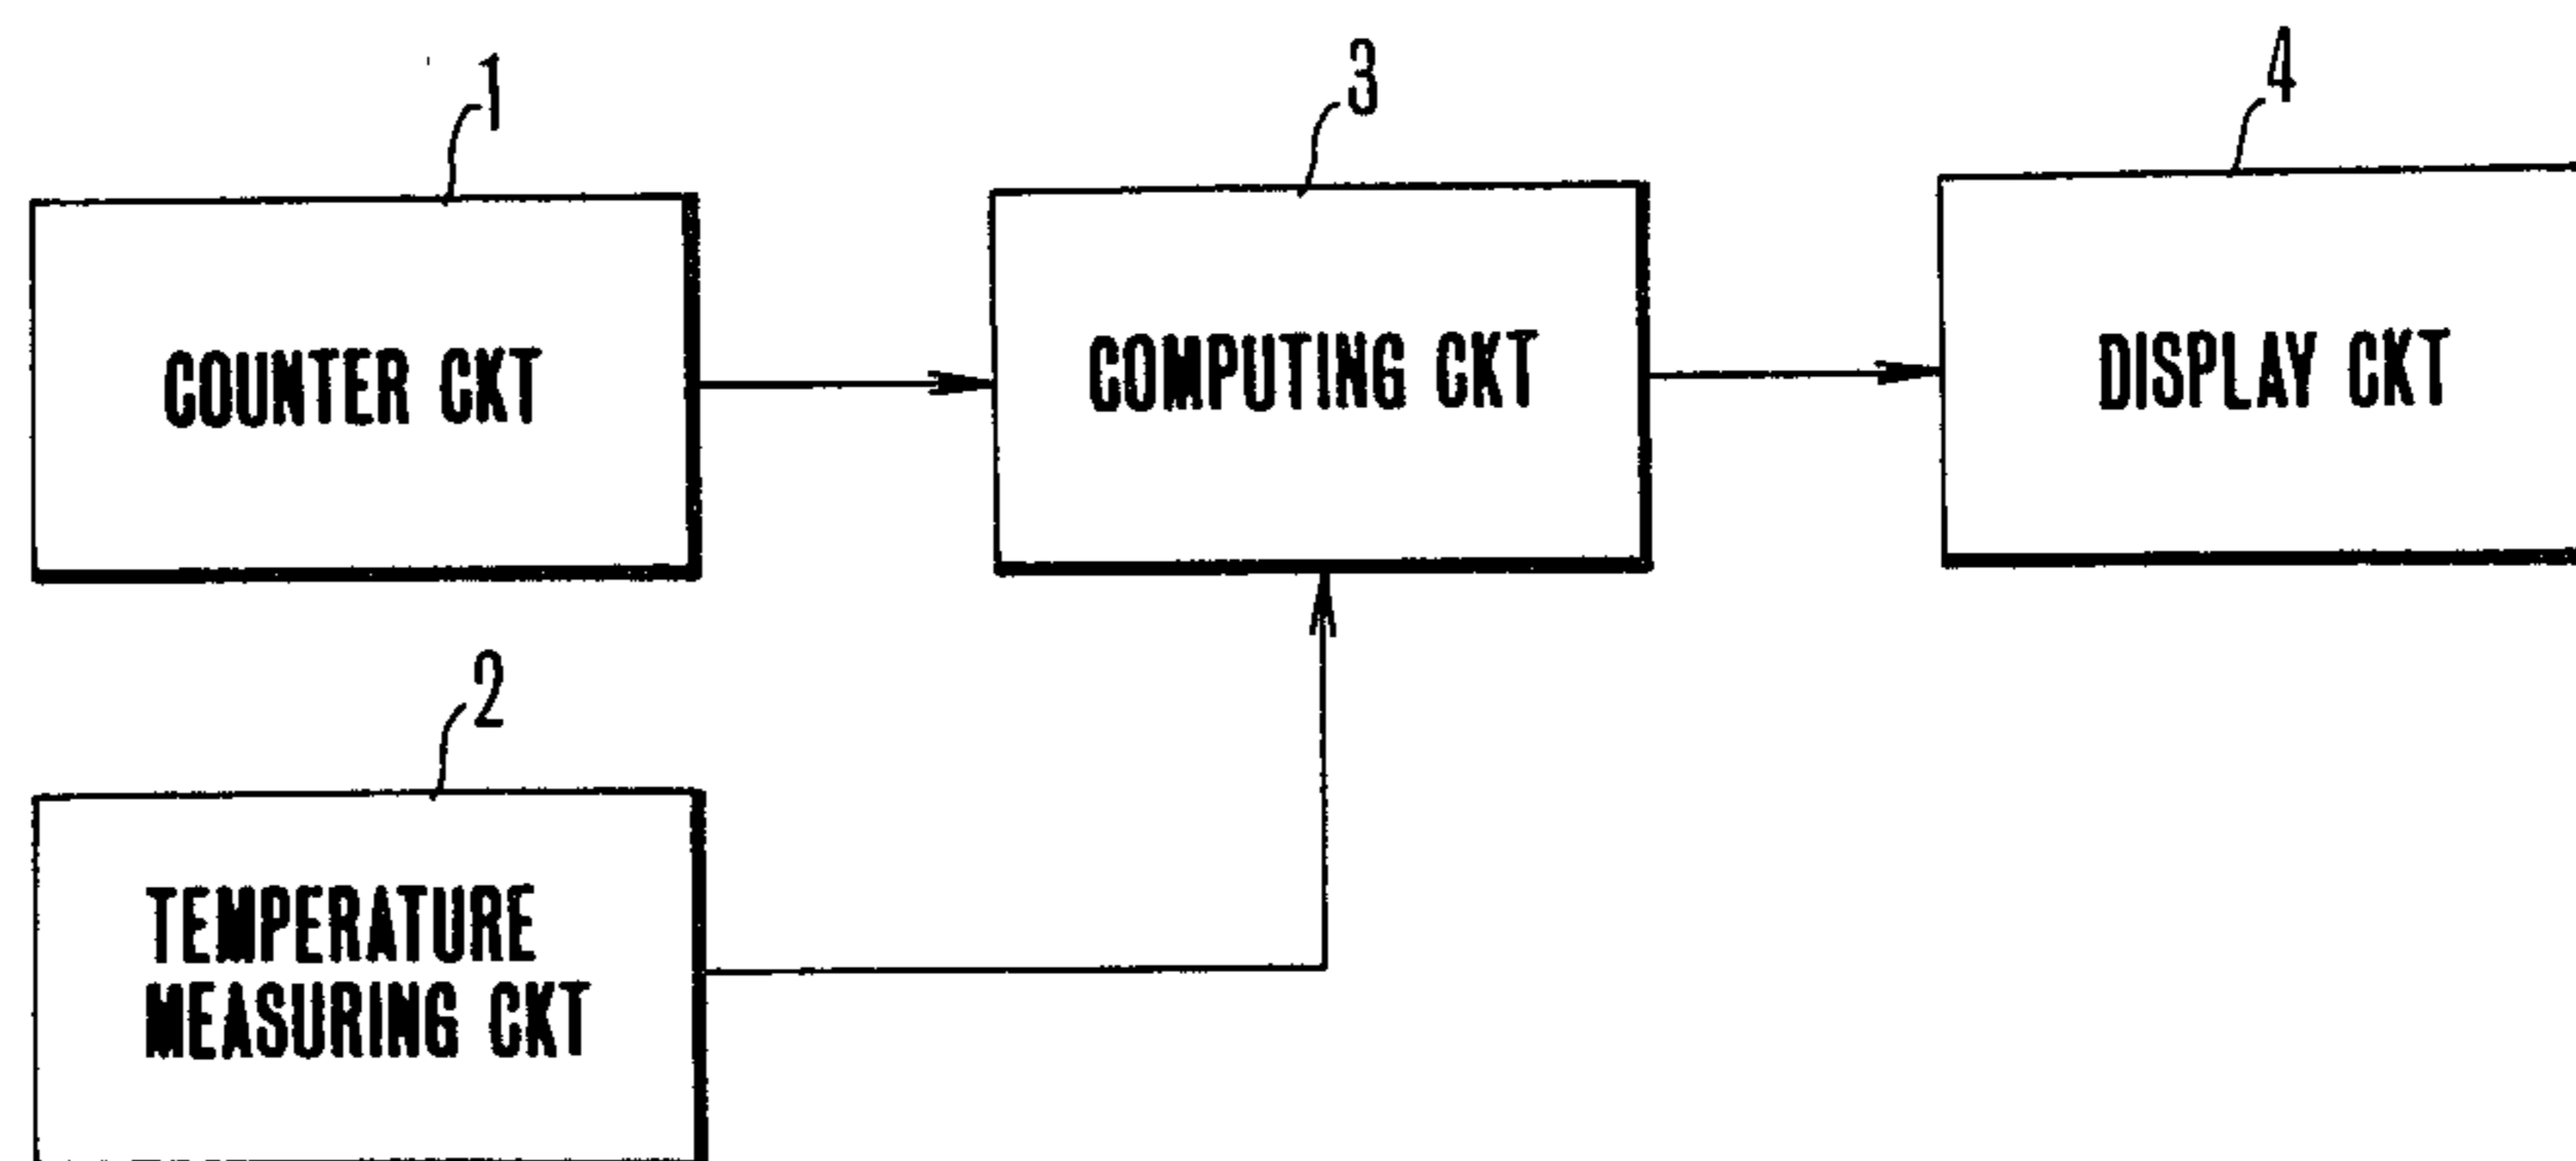 1
3
4
COUNTER CKT
COMPUTING CKT
DISPLAY CKT
2
TEMPERATURE
MEASURING CKT